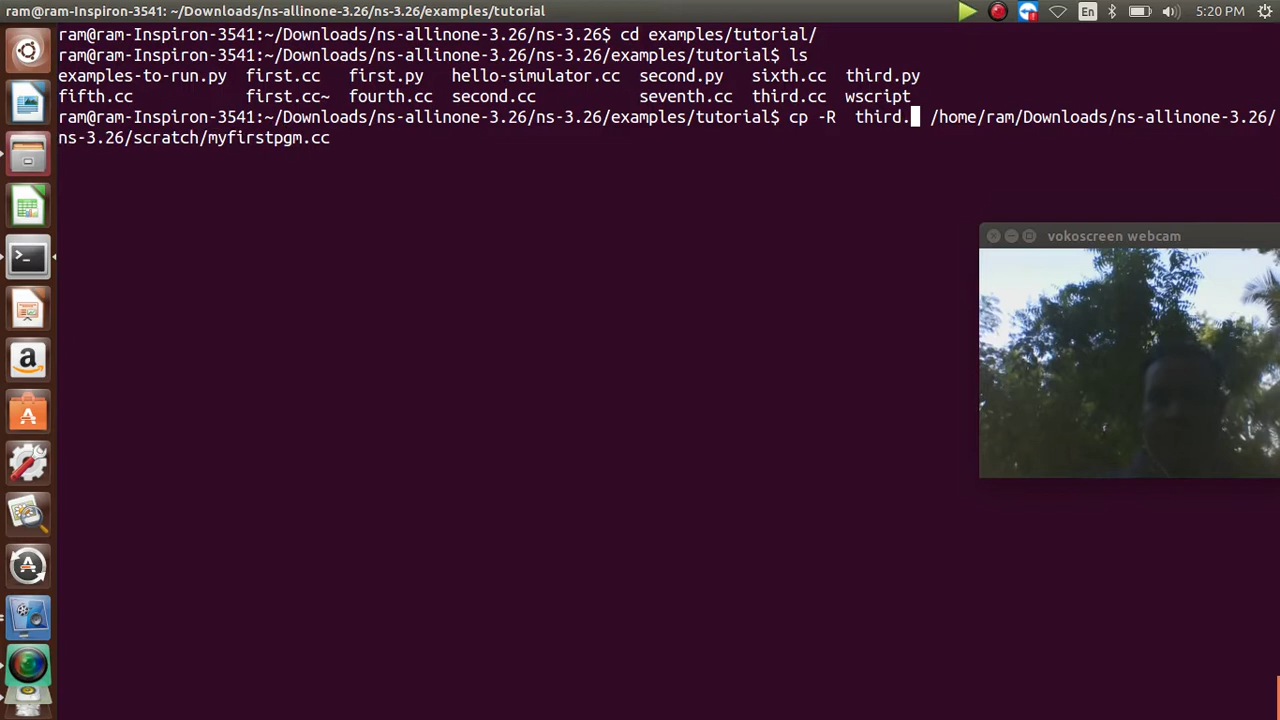 ram@ram-Inspiron-3541: ~/Downloads/ns-allinone-3.26/ns-3.26/examples/tutorial
En
5:20 PM
ram@ram-Inspiron-3541:~/Downloads/ns-allinone-3.26/ns-3.26$ cd examples/tutorial/
ram@ram-Inspiron-3541:~/Downloads/ns-allinone-3.26/ns-3.26/examples/tutorial$ ls
examples-to-run.py first.cc first.py hello-simulator.cc second.py sixth.cc third.py
fifth.cc first.cc~ fourth.cc second.cc seventh.cc third.cc wscript
ram@ram-Inspiron-3541:~/Downloads/ns-allinone-3.26/ns-3.26/examples/tutorial$ cp -R  third. /home/ram/Downloads/ns-allinone-3.26/
ns-3.26/scratch/myfirstpgm.cc
vokoscreen webcam